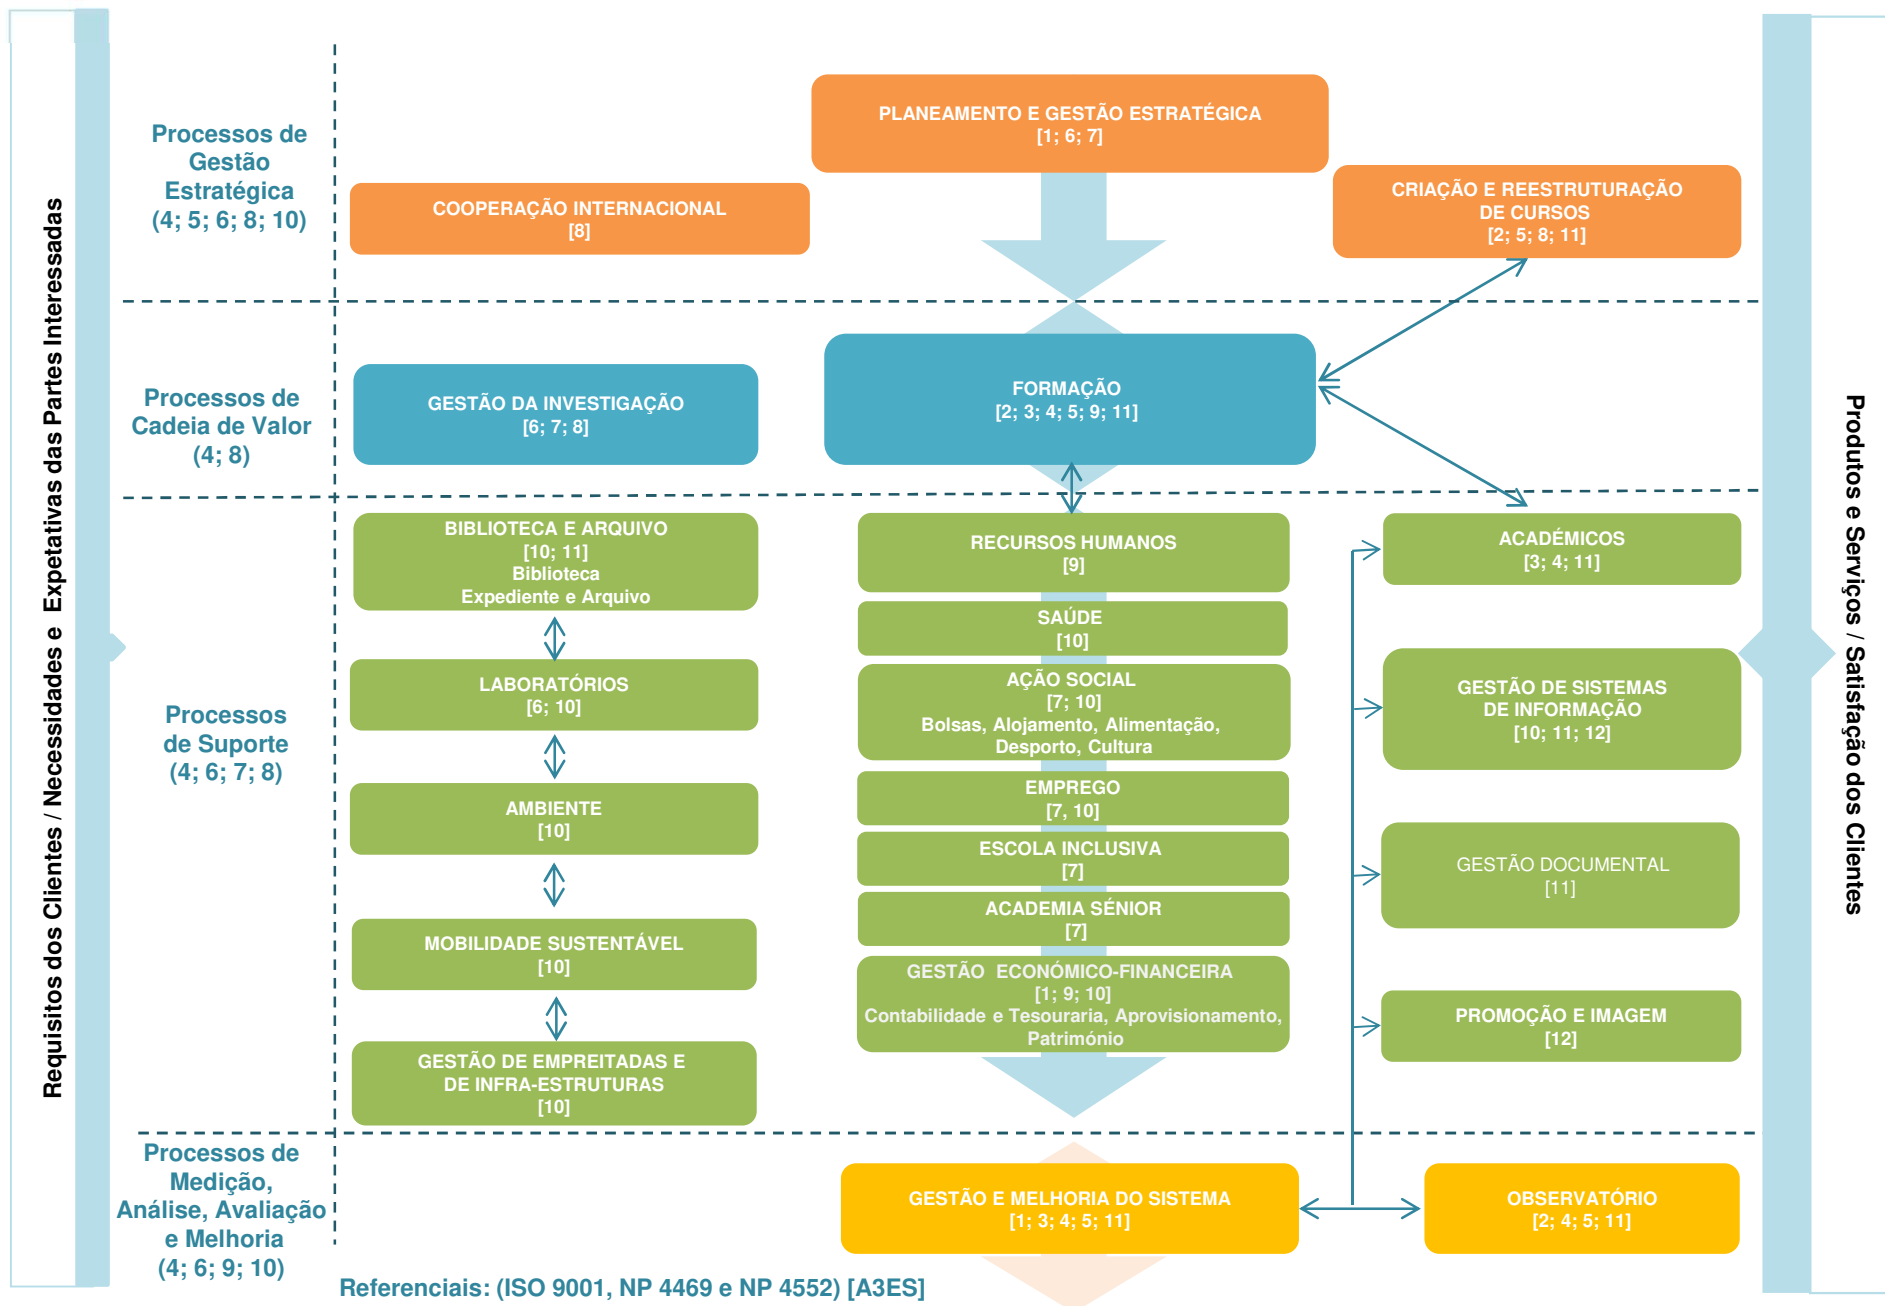 Requisitos dos Clientes / Necessidades e Expetativas das Partes Interessadas
Processos de
Gestão
Estratégica
(4; 5; 6; 8; 10)
PLANEAMENTO E GESTÃO ESTRATÉGICA
[1; 6; 7]
COOPERAÇÃO INTERNACIONAL
[8]
CRIAÇÃO E REESTRUTURAÇÃO
DE CURSOS
[2; 5; 8; 11]
Processos de
Cadeia de Valor
(4; 8)
GESTÃO DA INVESTIGAÇÃO
[6; 7; 8]
FORMAÇÃO
[2; 3; 4; 5; 9; 11]
Processos
de Suporte
(4; 6; 7; 8)
BIBLIOTECA E ARQUIVO
[10; 11]
Biblioteca
Expediente e Arquivo
LABORATÓRIOS
[6; 10]
AMBIENTE
[10]
MOBILIDADE SUSTENTÁVEL
[10]
GESTÃO DE EMPREITADAS E
DE INFRA-ESTRUTURAS
[10]
RECURSOS HUMANOS
[9]
SAÚDE
[10]
AÇÃO SOCIAL
[7; 10]
Bolsas, Alojamento, Alimentação,
Desporto, Cultura
EMPREGO
[7, 10]
ESCOLA INCLUSIVA
[7]
ACADEMIA SÉNIOR
[7]
GESTÃO ECONÓMICO-FINANCEIRA
[1; 9; 10]
Contabilidade e Tesouraria, Aprovisionamento,
Património
ACADÉMICOS
[3; 4; 11]
GESTÃO DE SISTEMAS
DE INFORMAÇÃO
[10; 11; 12]
GESTÃO DOCUMENTAL
[11]
PROMOÇÃO E IMAGEM
[12]
Processos de
Medição,
Análise, Avaliação
e Melhoria
(4; 6; 9; 10)
GESTÃO E MELHORIA DO SISTEMA
[1; 3; 4; 5; 11]
OBSERVATÓRIO
[2; 4; 5; 11]
Referenciais: (ISO 9001, NP 4469 e NP 4552) [A3ES]
Produtos e Serviços / Satisfação dos Clientes